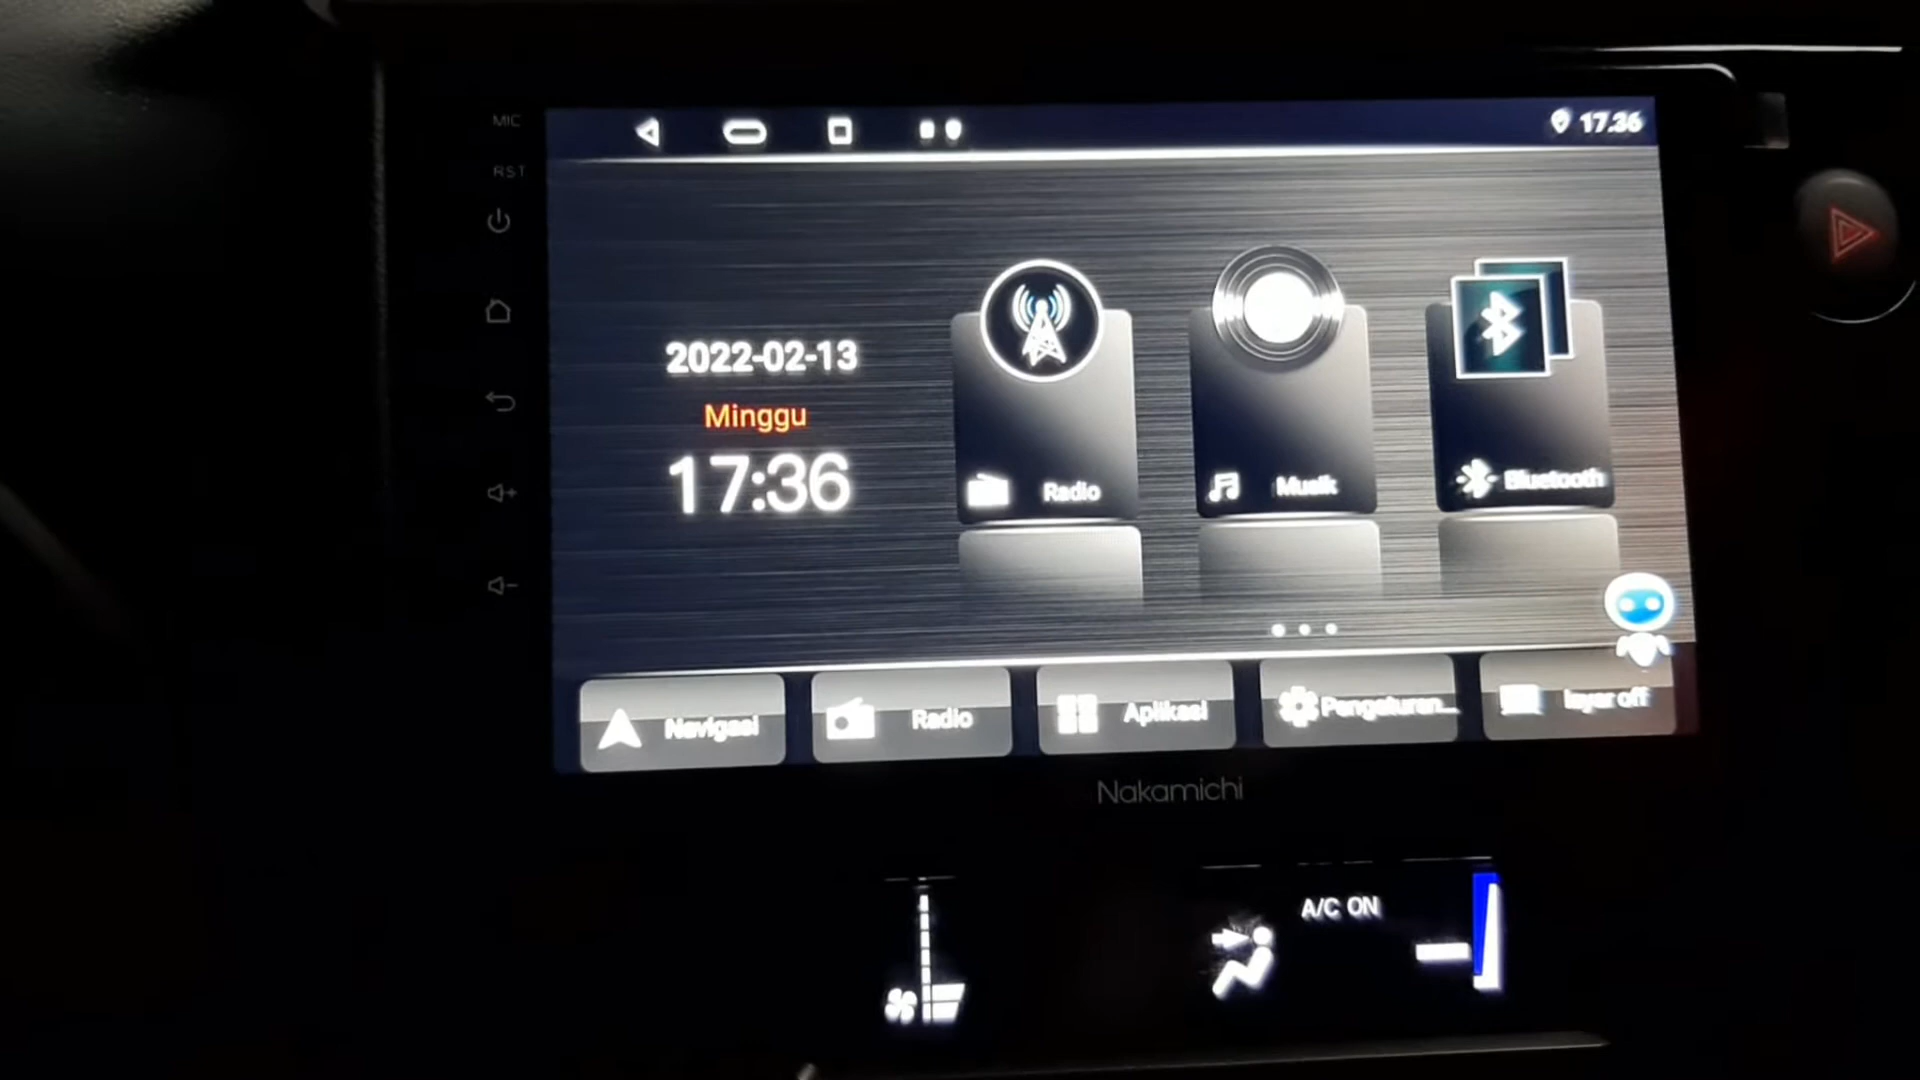 MIC
RST
17.36
2022-02-13
Minggu
17:36
Radio
Musik
Bluetooth
Navigasi
Radio
Aplikasi
Pengaturan...
layar off
Nakamichi
A/C ON